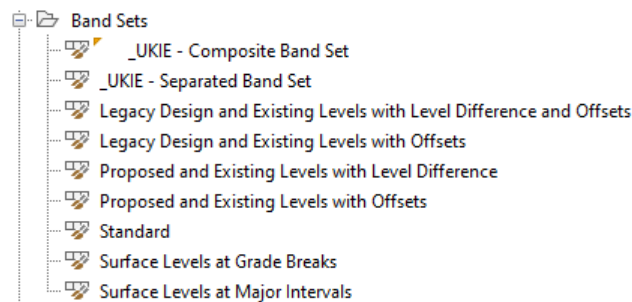 Band Sets
_UKIE - Composite Band Set
_UKIE - Separated Band Set
Legacy Design and Existing Levels with Level Difference and Offsets
Legacy Design and Existing Levels with Offsets
Proposed and Existing Levels with Level Difference
Proposed and Existing Levels with Offsets
Standard
Surface Levels at Grade Breaks
Surface Levels at Major Intervals